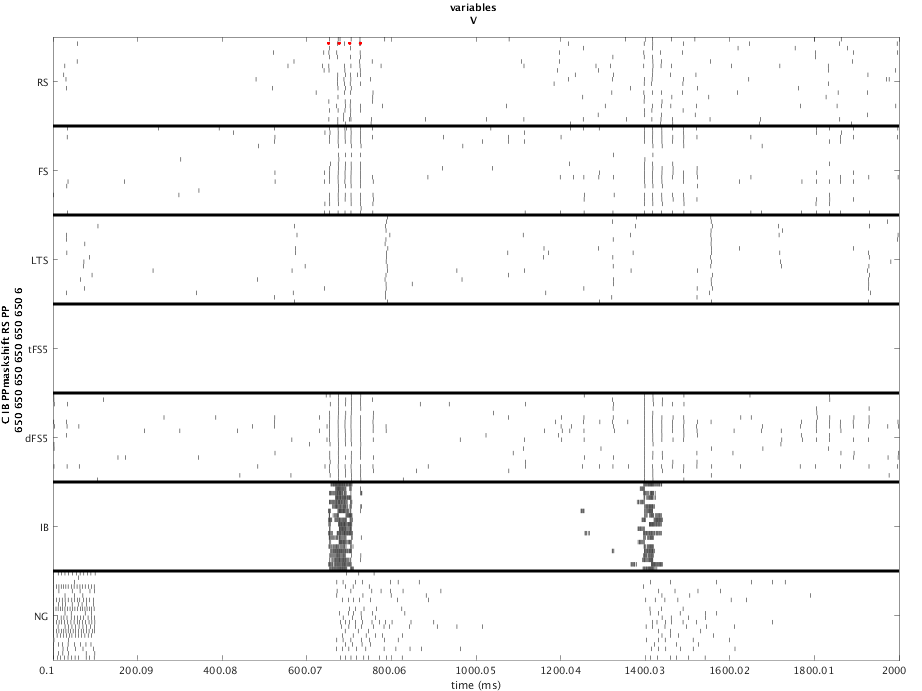 variables
V
C IB PPmaskshift RS PP
650 650 650 650 650 650 6
RS
FS
LTS
tFS5
dFS5
IB
NG
0.1 200.09 400.08 600.07 800.06 1000.05 1200.04 1400.03 1600.02 1800.01 2000
time (ms)